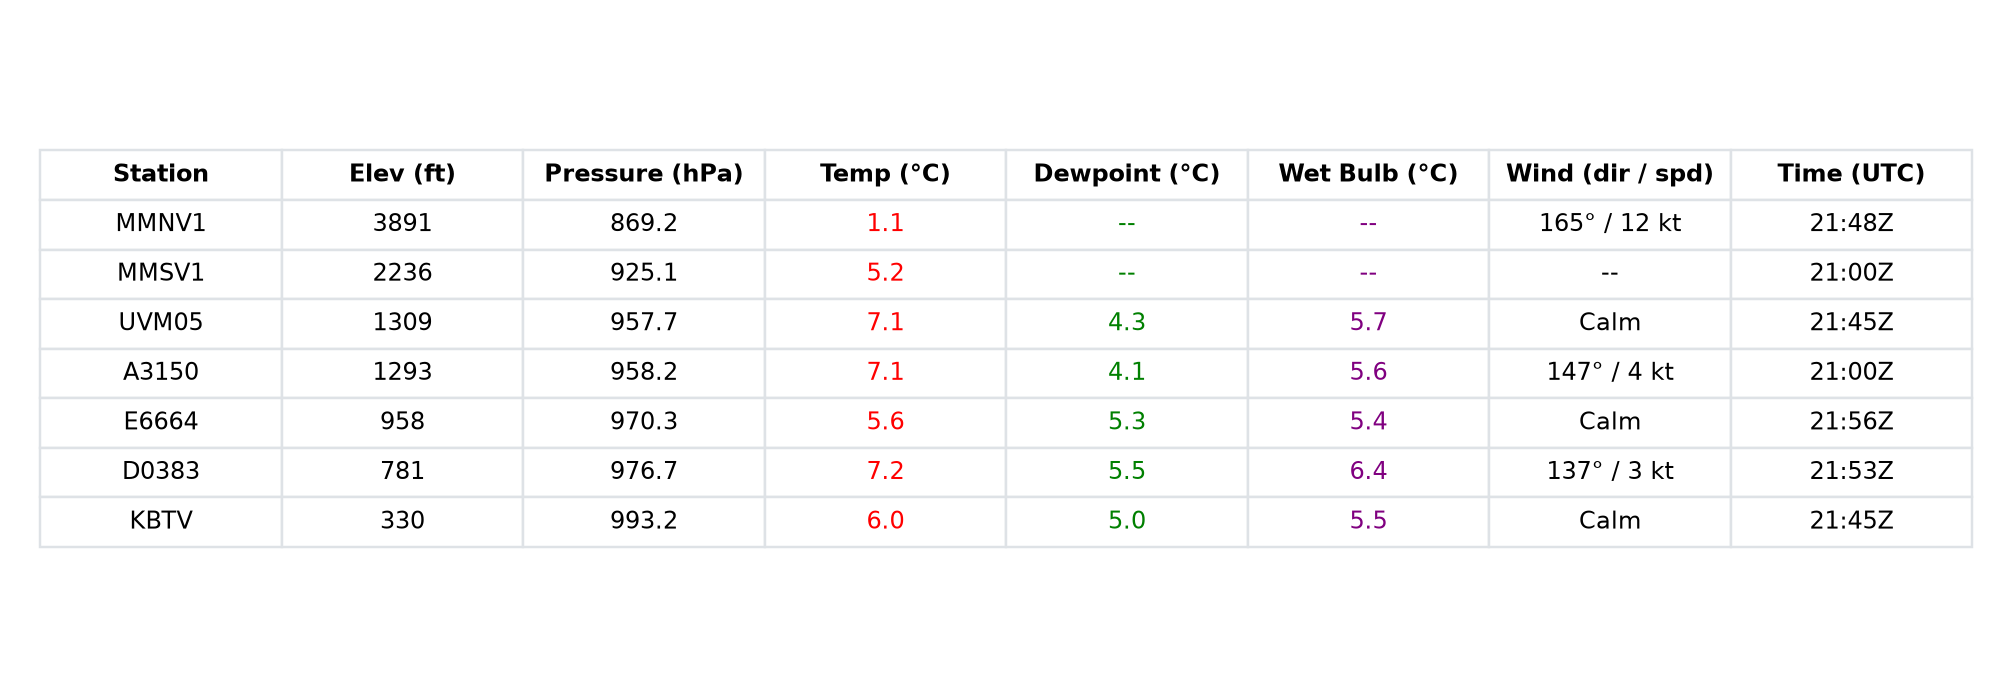 Station Elev (ft) Pressure (hPa) Temp (°C) Dewpoint (°C) Wet Bulb (°C) Wind (dir / spd) Time (UTC)
MMNV1 3891 869.2 1.1 -- -- 165° / 12 kt 21:48Z
MMSV1 2236 925.1 5.2 -- -- -- 21:00Z
UVM05 1309 957.7 7.1 4.3 5.7 Calm 21:45Z
A3150 1293 958.2 7.1 4.1 5.6 147° / 4 kt 21:00Z
E6664 958 970.3 5.6 5.3 5.4 Calm 21:56Z
D0383 781 976.7 7.2 5.5 6.4 137° / 3 kt 21:53Z
KBTV 330 993.2 6.0 5.0 5.5 Calm 21:45Z